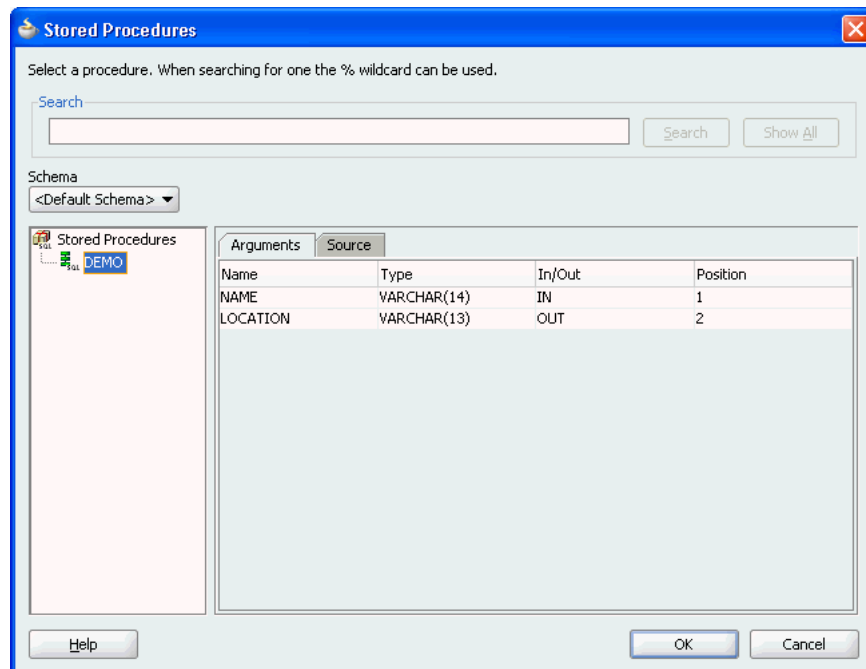 Stored Procedures
Select a procedure. When searching for one the % wildcard can be used.
Search
Search Show All
Schema
<Default Schema>
Stored Procedures
SQL
DEMO
SQL
Arguments Source
Name Type In/Out Position
NAME VARCHAR(14) IN 1
LOCATION VARCHAR(13) OUT 2
Help OK Cancel